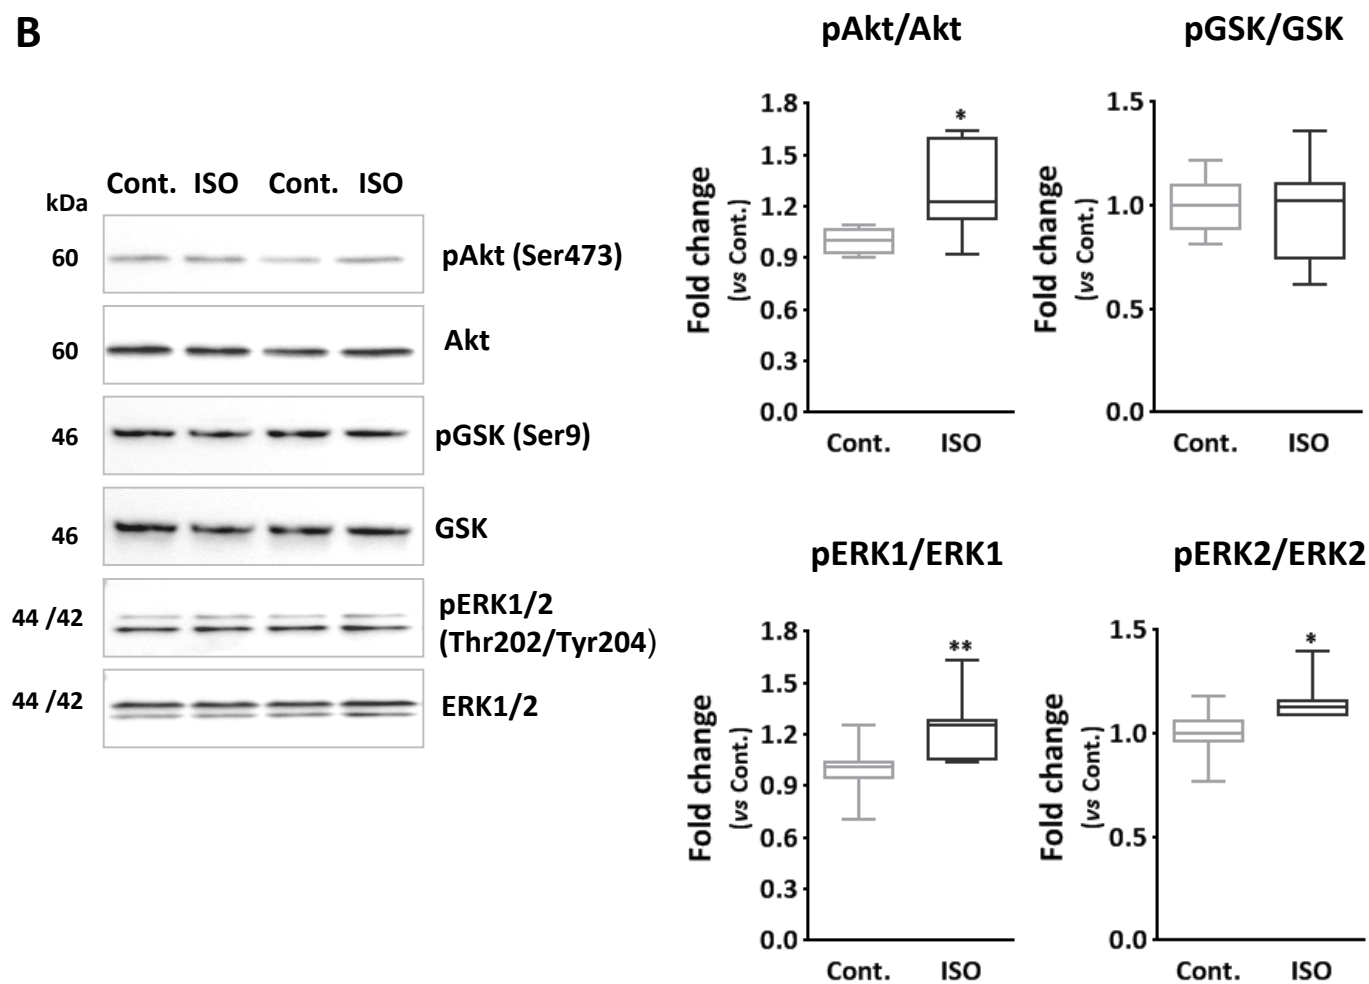 B
Cont. ISO Cont. ISO
kDa
60 pAkt (Ser473)
60 Akt
46 pGSK (Ser9)
46 GSK
44 /42 pERK1/2
(Thr202/Tyr204)
44 /42 ERK1/2
pAkt/Akt
Fold change
(vs Cont.)
1.8
1.5
1.2
0.9
0.6
0.3
0.0
*
Cont. ISO
pGSK/GSK
Fold change
(vs Cont.)
1.5
1.0
0.5
0.0
Cont. ISO
pERK1/ERK1
Fold change
(vs Cont.)
1.8
1.5
1.2
0.9
0.6
0.3
0.0
**
Cont. ISO
pERK2/ERK2
Fold change
(vs Cont.)
1.5
1.0
0.5
0.0
*
Cont. ISO